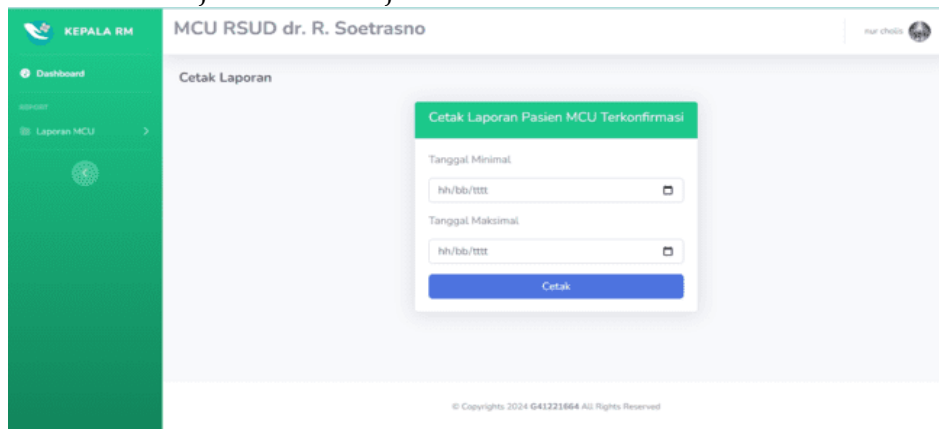 KEPALA RM
MCU RSUD dr. R. Soetrasno
nur cholis
Dashboard
Cetak Laporan
REPORT
Laporan MCU
Cetak Laporan Pasien MCU Terkonfirmasi
Tanggal Minimal
hh/bb/tttt
Tanggal Maksimal
hh/bb/tttt
Cetak
© Copyrights 2024 G41221664 All Rights Reserved